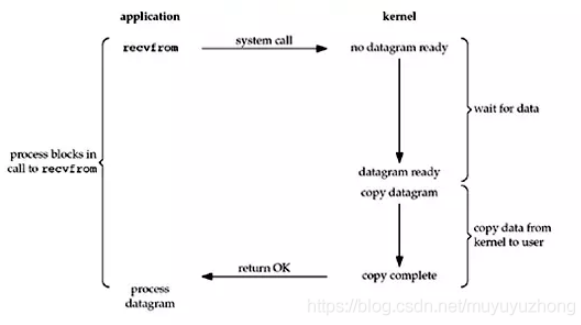 application
kernel
recvfrom
system call
no datagram ready
wait for data
process blocks in
call to recvfrom
datagram ready
copy datagram
copy data from
kernel to user
return OK
copy complete
process
datagram
https://blog.csdn.net/muyuyuzhong